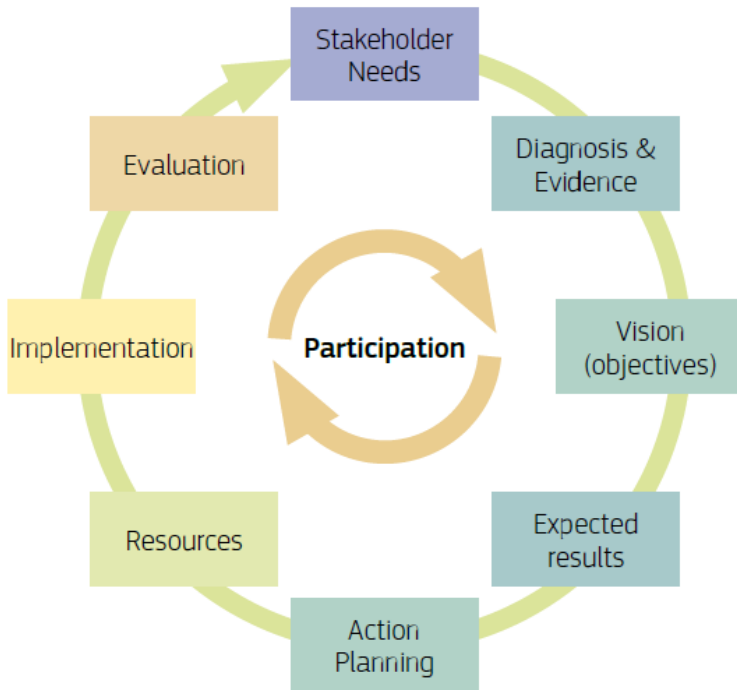 Stakeholder
Needs
Diagnosis &
Evidence
Vision
(objectives)
Expected
results
Action
Planning
Resources
Implementation
Evaluation
Participation